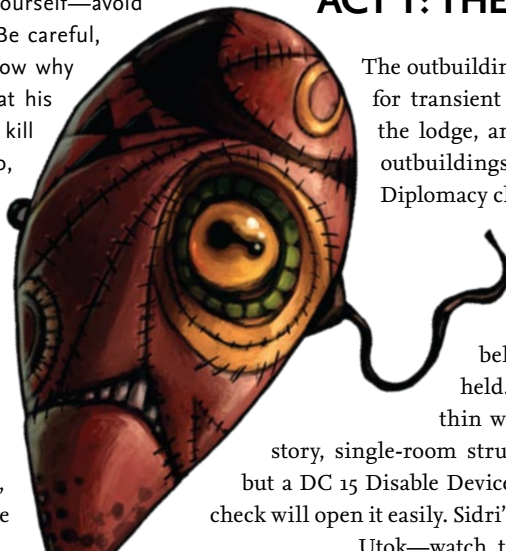 ourself—avoid
Be careful,
ow why
at his
kill
o,
,
e
ACT 1: THE
The outbuildin
for transient
the lodge, an
outbuildings
Diplomacy c
bel
held.
thin w
story, single-room stru
but a DC 15 Disable Device
check will open it easily. Sidri’
Utok—watch t